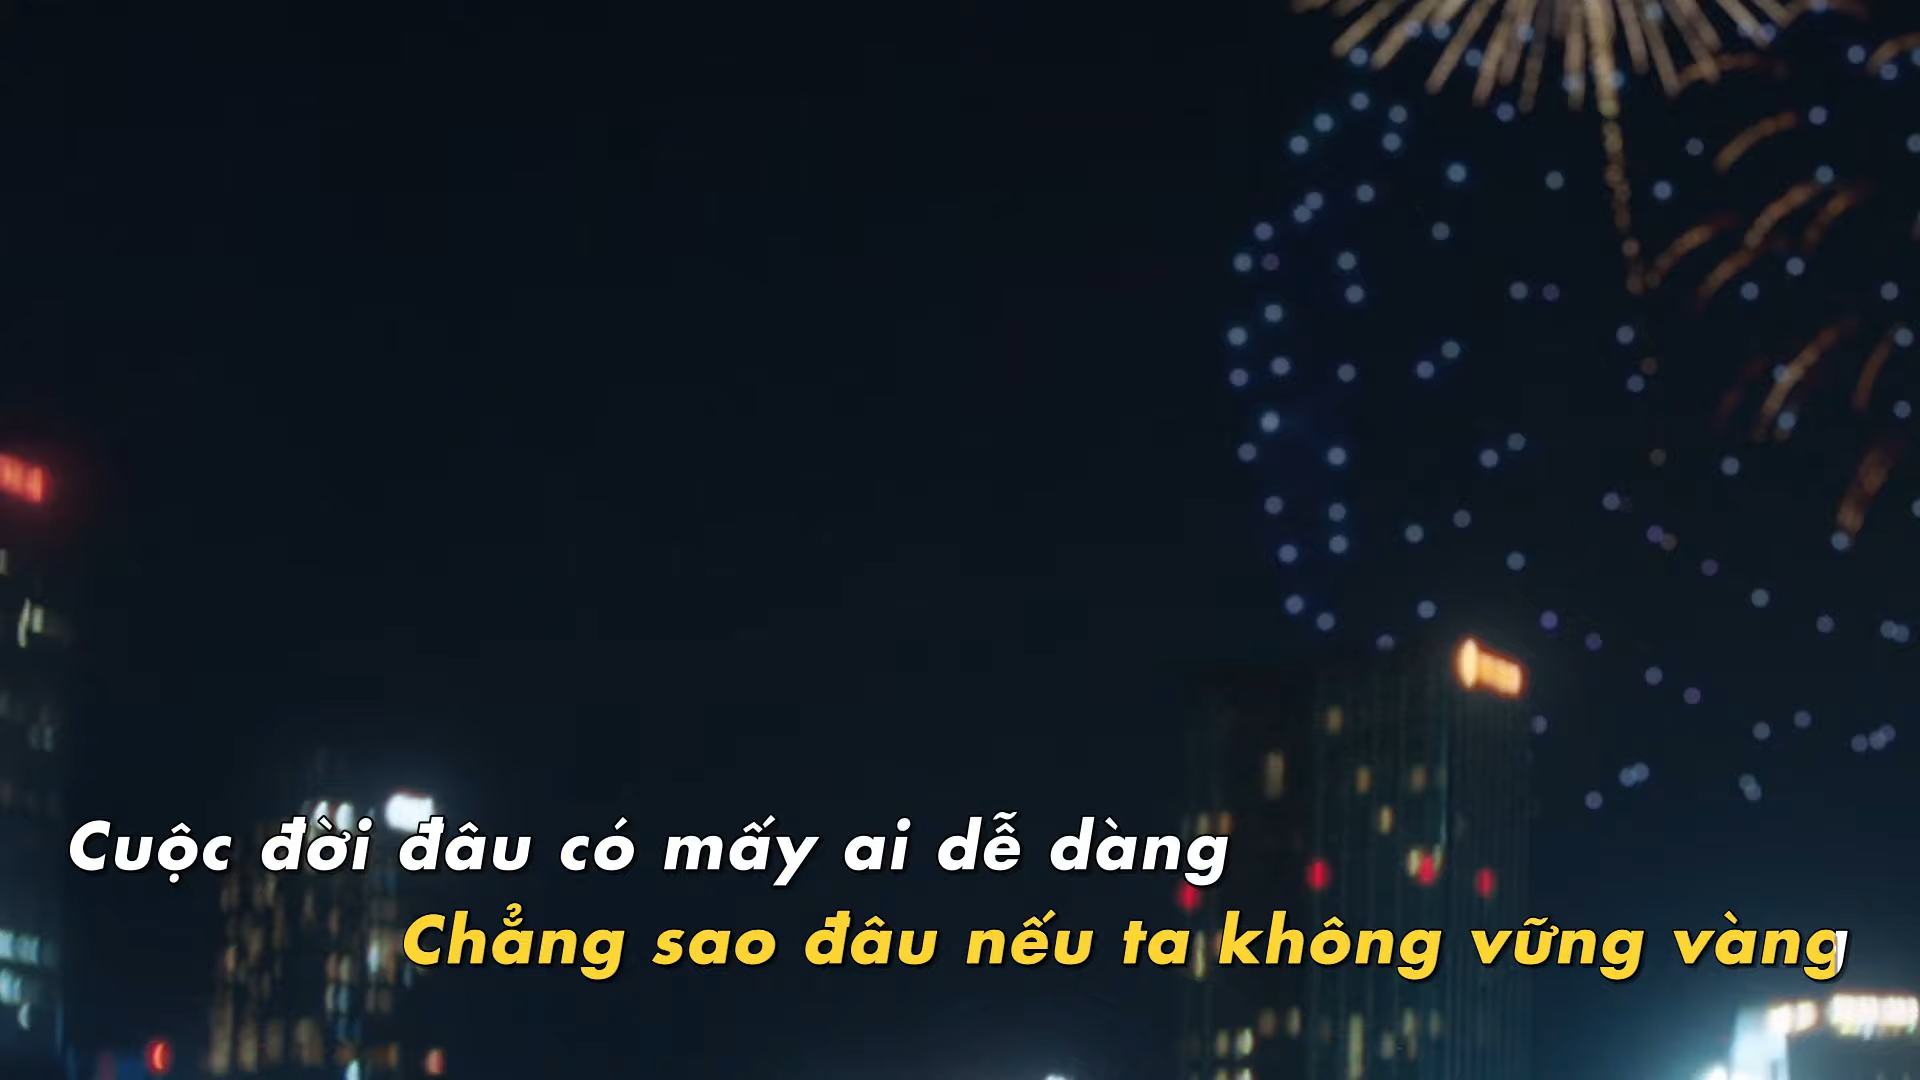 Cuộc đời đâu có mấy ai dễ dàng
Chẳng sao đâu nếu ta không vững vàng